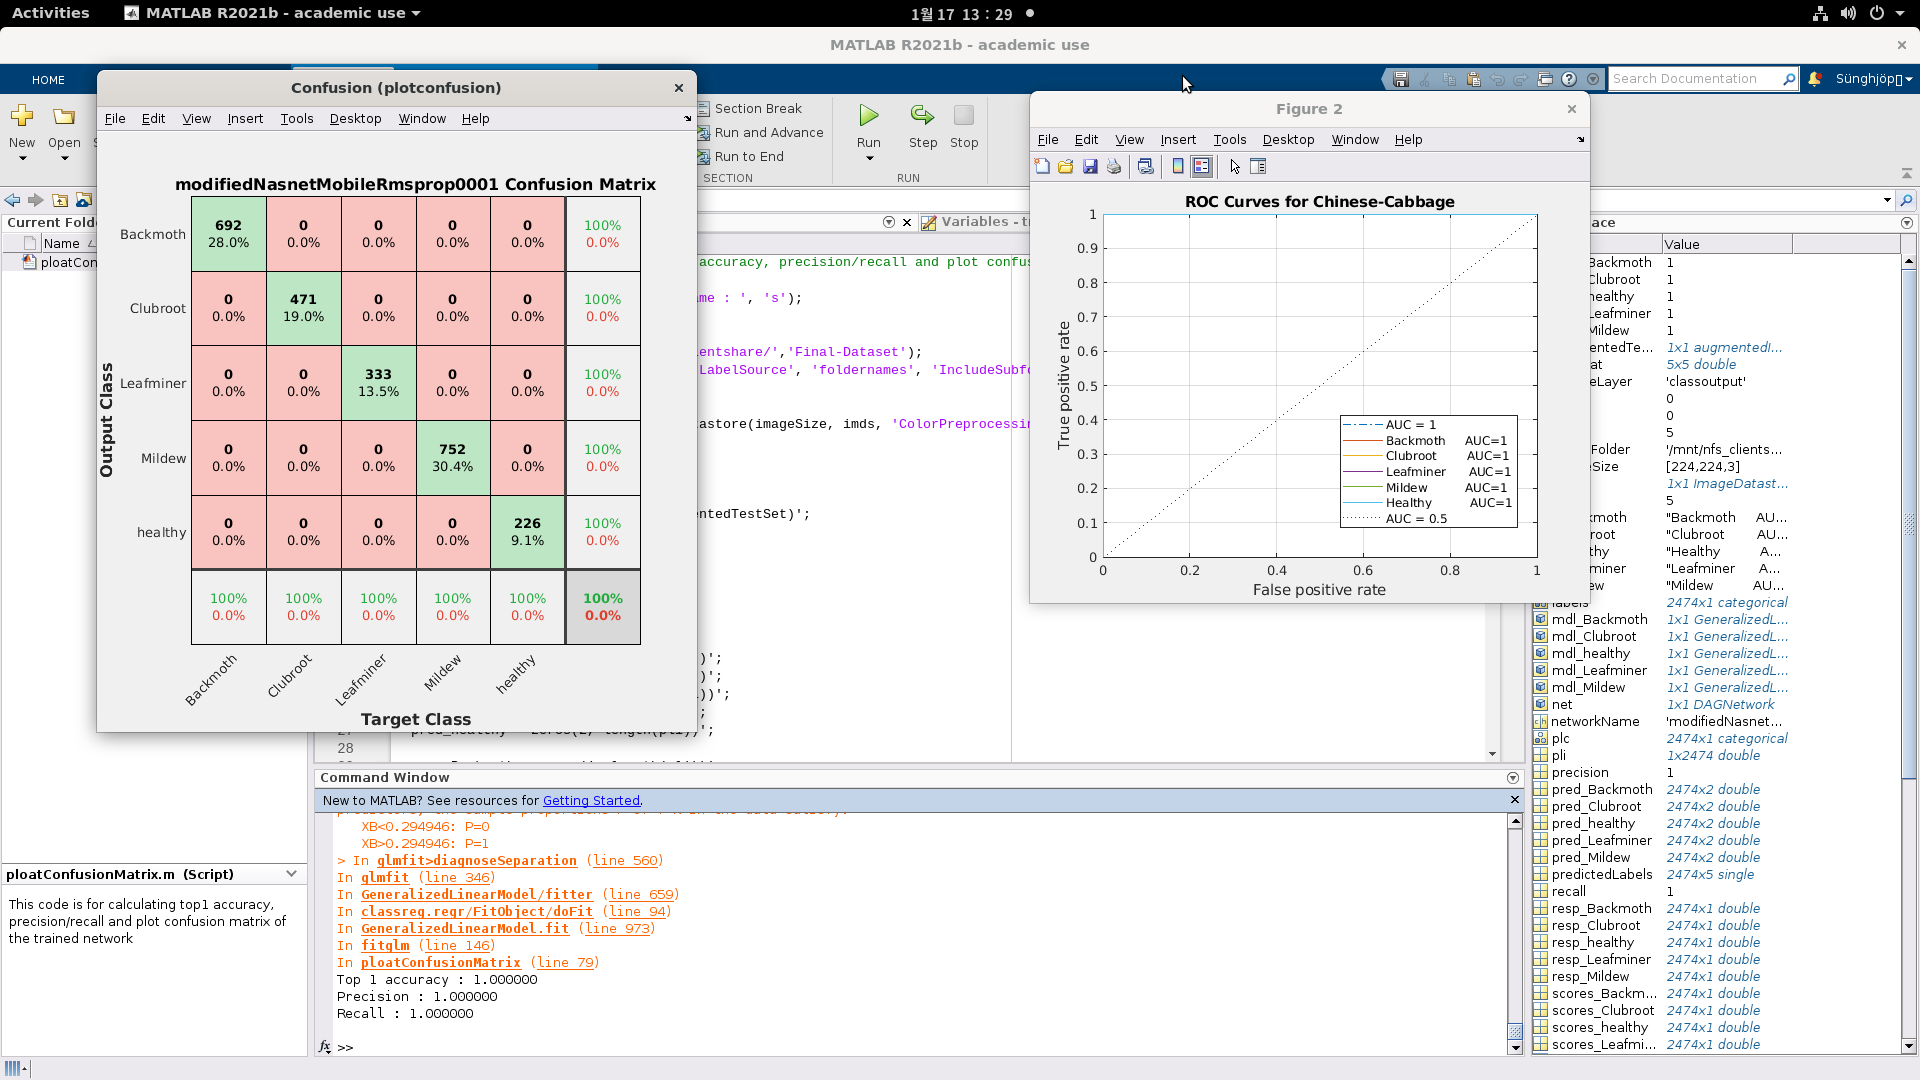 Activities
MATLAB R2021b - academic use
1월 17 13 : 29
MATLAB R2021b - academic use
HOME
Search Documentation
New
Open
Section Break
Run and Advance
Run to End
SECTION
Run
Step
Stop
RUN
Confusion (plotconfusion)
File Edit View Insert Tools Desktop Window Help
modifiedNasnetMobileRmsprop0001 Confusion Matrix
Output Class
Backmoth 692 0 0 0 0 100%
28.0% 0.0% 0.0% 0.0% 0.0% 0.0%
Clubroot 0 471 0 0 0 100%
0.0% 19.0% 0.0% 0.0% 0.0% 0.0%
Leafminer 0 0 333 0 0 100%
0.0% 0.0% 13.5% 0.0% 0.0% 0.0%
Mildew 0 0 0 752 0 100%
0.0% 0.0% 0.0% 30.4% 0.0% 0.0%
healthy 0 0 0 0 226 100%
0.0% 0.0% 0.0% 0.0% 9.1% 0.0%
100% 100% 100% 100% 100% 100%
0.0% 0.0% 0.0% 0.0% 0.0% 0.0%
Backmoth Clubroot Leafminer Mildew healthy
Target Class
Figure 2
File Edit View Insert Tools Desktop Window Help
ROC Curves for Chinese-Cabbage
True positive rate
1
0.9
0.8
0.7
0.6
0.5
0.4
0.3
0.2
0.1
0
0 0.2 0.4 0.6 0.8 1
False positive rate
AUC = 1
Backmoth AUC=1
Clubroot AUC=1
Leafminer AUC=1
Mildew AUC=1
Healthy AUC=1
AUC = 0.5
Current Folde
Name
ploatCon
Variables - tr
accuracy, precision/recall and plot confus
me : ', 's');
entshare/','Final-Dataset');
LabelSource', 'foldernames', 'IncludeSubfo
astore(imageSize, imds, 'ColorPreprocessin
ntedTestSet)';
)';
)';
))';
;
28
ploatConfusionMatrix.m (Script)
This code is for calculating top1 accuracy,
precision/recall and plot confusion matrix of
the trained network
Command Window
New to MATLAB? See resources for Getting Started.
XB<0.294946: P=0
XB>0.294946: P=1
> In glmfit>diagnoseSeparation (line 560)
In glmfit (line 346)
In GeneralizedLinearModel/fitter (line 659)
In classreg.regr/FitObject/doFit (line 94)
In GeneralizedLinearModel.fit (line 973)
In fitglm (line 146)
In ploatConfusionMatrix (line 79)
Top 1 accuracy : 1.000000
Precision : 1.000000
Recall : 1.000000
fx >>
ace
Value
Backmoth 1
Clubroot 1
healthy 1
Leafminer 1
Mildew 1
entedTe... 1x1 augmentedI...
at 5x5 double
eLayer 'classoutput'
0
0
5
Folder '/mnt/nfs_clients...
Size [224,224,3]
1x1 ImageDatast...
5
moth "Backmoth AU...
root "Clubroot AU...
thy "Healthy A...
miner "Leafminer A...
ew "Mildew AU...
labels 2474x1 categorical
mdl_Backmoth 1x1 GeneralizedL...
mdl_Clubroot 1x1 GeneralizedL...
mdl_healthy 1x1 GeneralizedL...
mdl_Leafminer 1x1 GeneralizedL...
mdl_Mildew 1x1 GeneralizedL...
net 1x1 DAGNetwork
networkName 'modifiedNasnet...
plc 2474x1 categorical
pli 1x2474 double
precision 1
pred_Backmoth 2474x2 double
pred_Clubroot 2474x2 double
pred_healthy 2474x2 double
pred_Leafminer 2474x2 double
pred_Mildew 2474x2 double
predictedLabels 2474x5 single
recall 1
resp_Backmoth 2474x1 double
resp_Clubroot 2474x1 double
resp_healthy 2474x1 double
resp_Leafminer 2474x1 double
resp_Mildew 2474x1 double
scores_Backm... 2474x1 double
scores_Clubroot 2474x1 double
scores_healthy 2474x1 double
scores_Leafmi... 2474x1 double